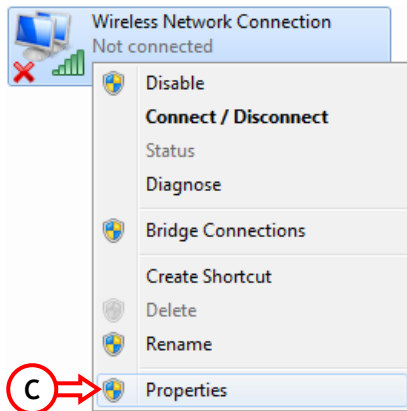 Wireless Network Connection
Not connected
Disable
Connect / Disconnect
Status
Diagnose
Bridge Connections
Create Shortcut
Delete
Rename
C Properties